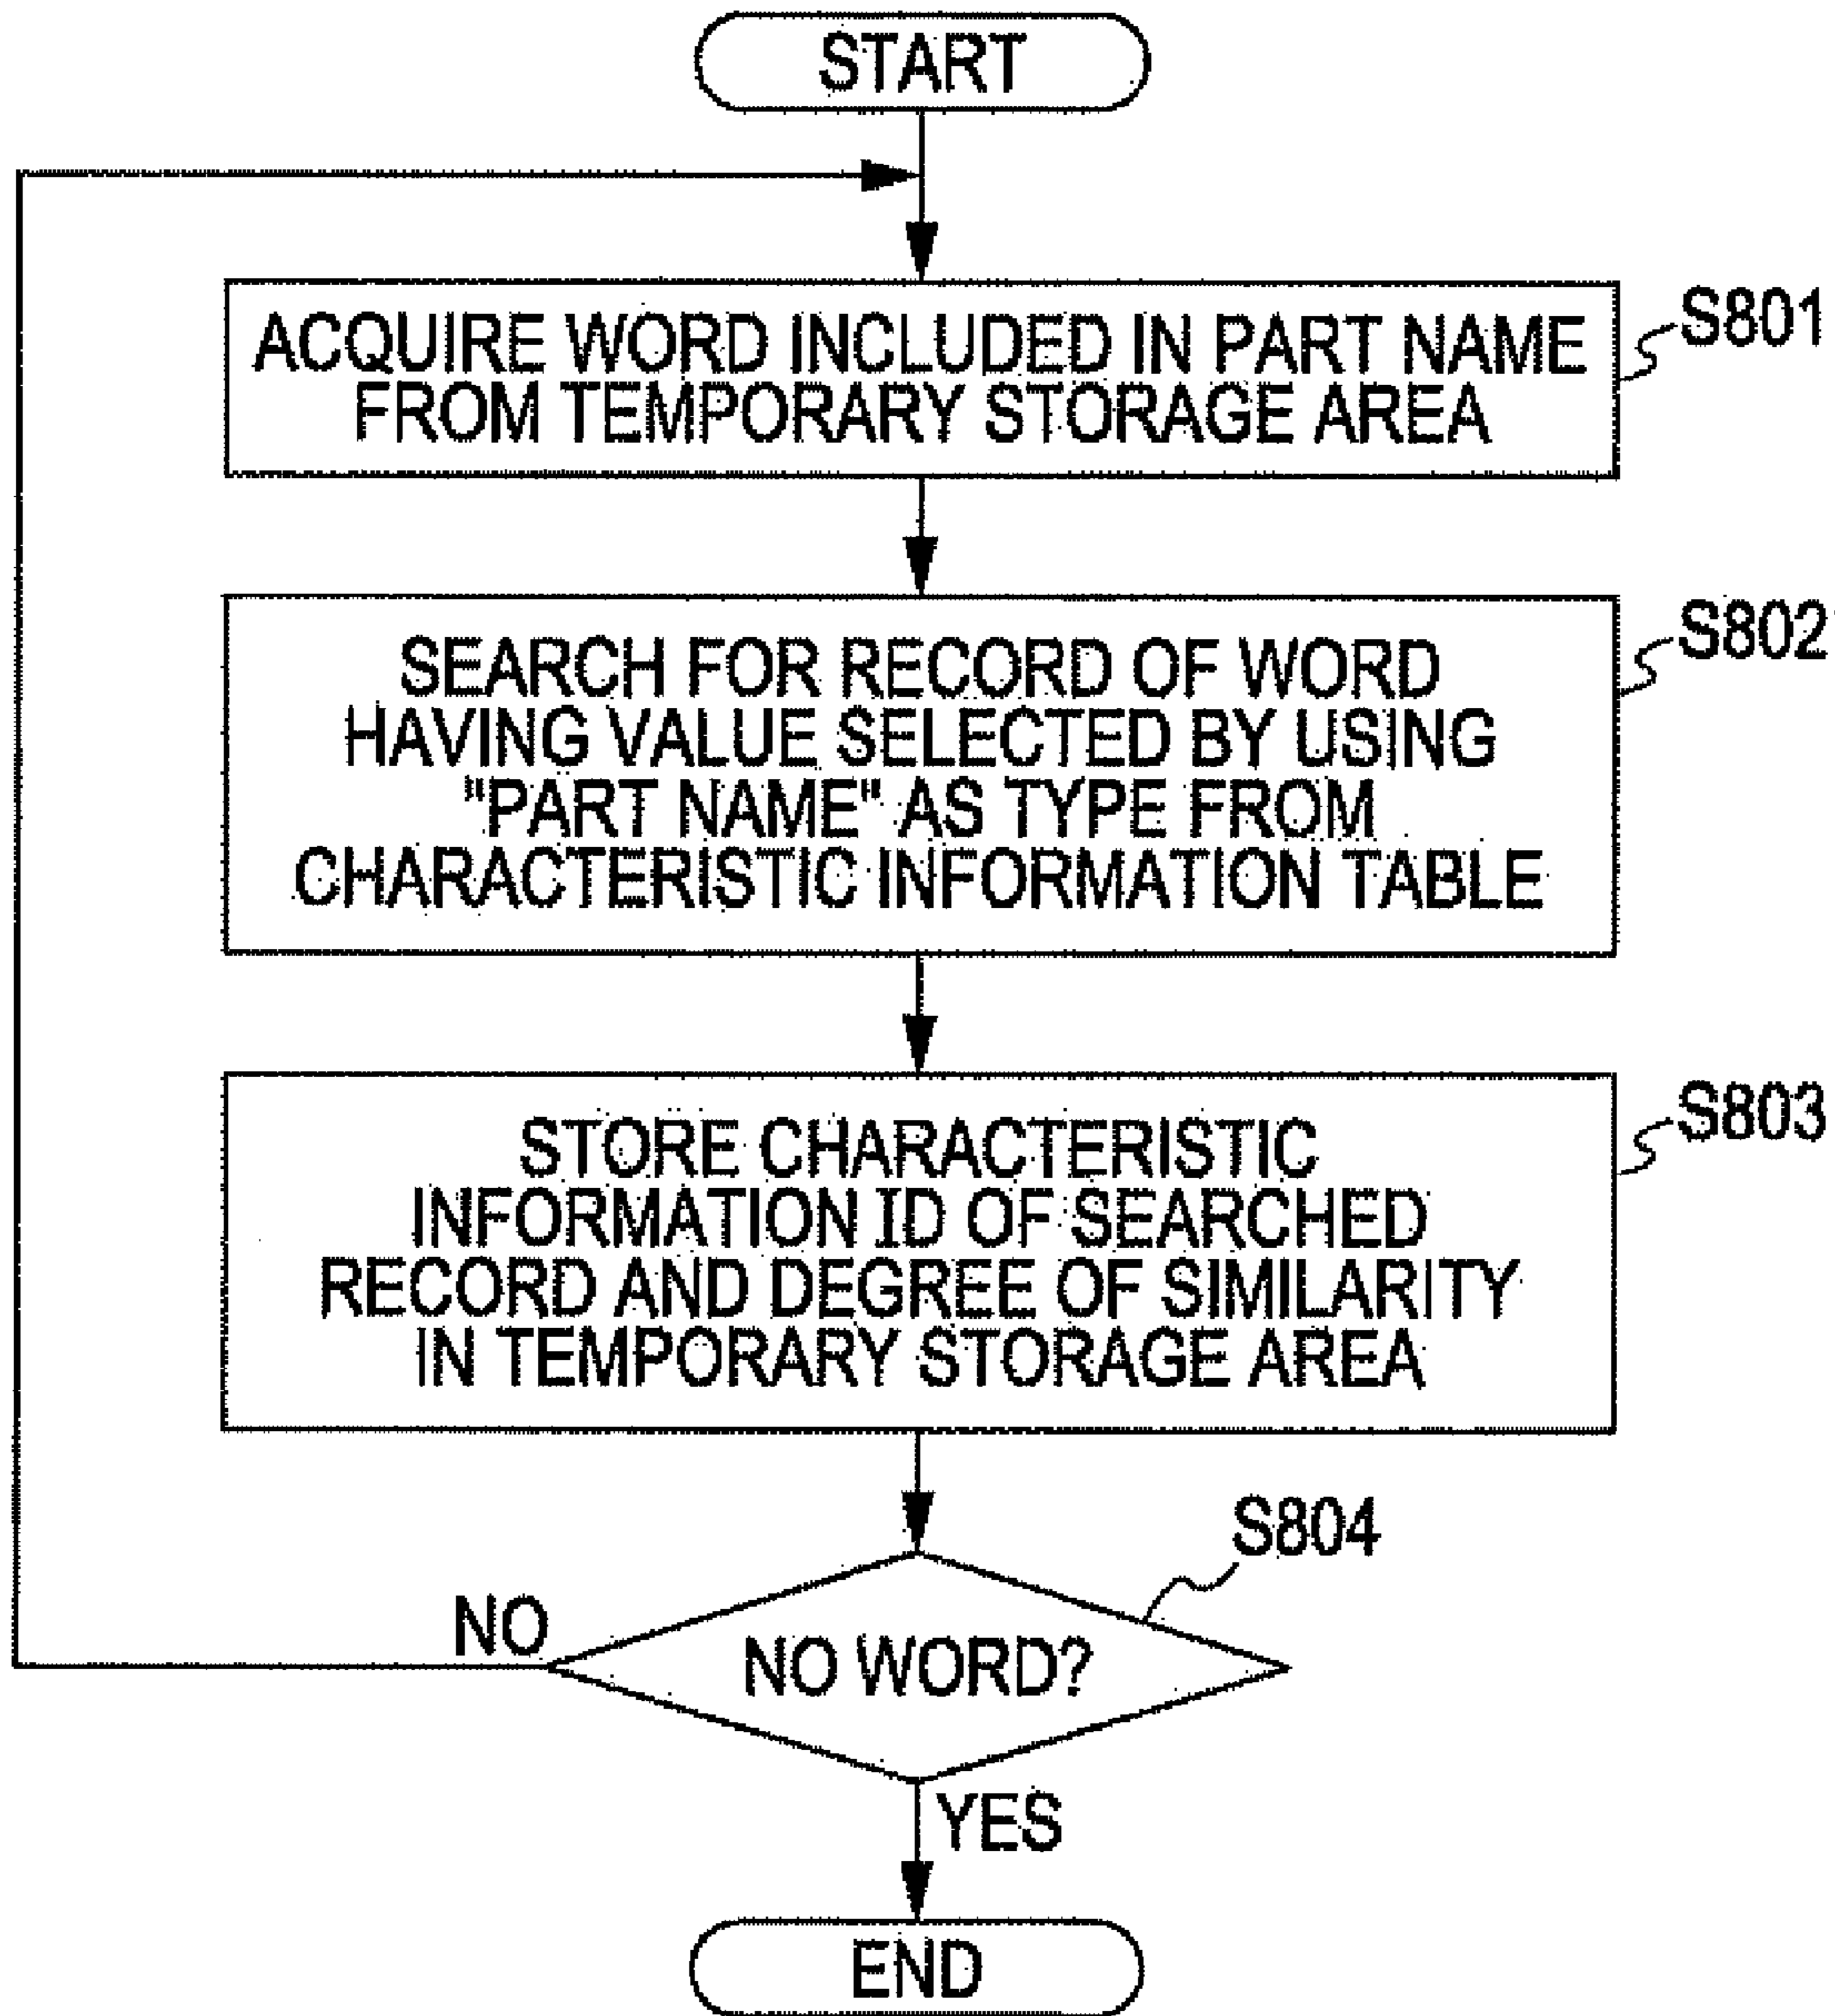 START
ACQUIRE WORD INCLUDED IN PART NAME
FROM TEMPORARY STORAGE AREA
S801
SEARCH FOR RECORD OF WORD
HAVING VALUE SELECTED BY USING
"PART NAME" AS TYPE FROM
CHARACTERISTIC INFORMATION TABLE
S802
STORE CHARACTERISTIC
INFORMATION ID OF SEARCHED
RECORD AND DEGREE OF SIMILARITY
IN TEMPORARY STORAGE AREA
S803
S804
NO
NO WORD?
YES
END